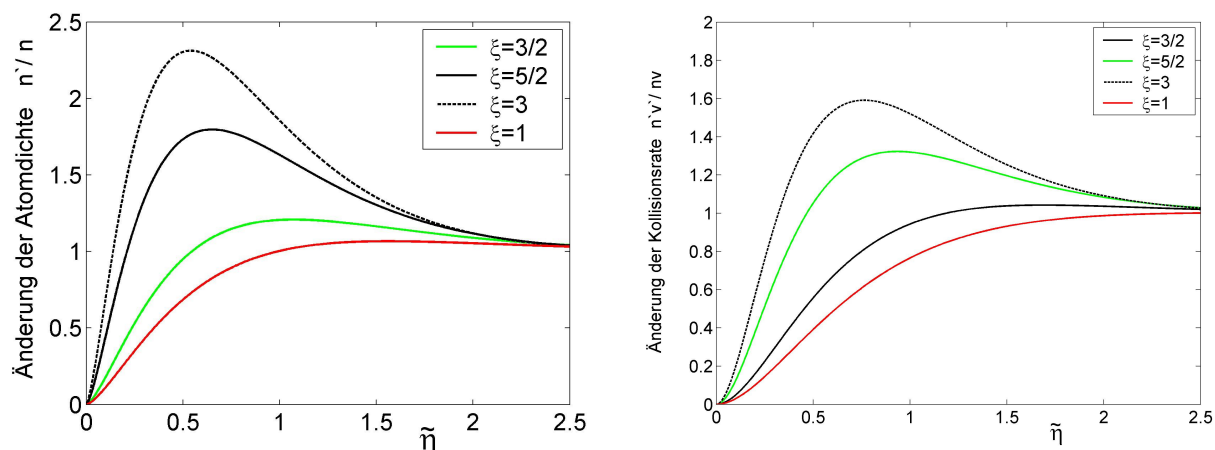 Änderung der Atomdichte n`/ n
2.5
2
1.5
1
0.5
0
0
0.5
1
1.5
2
2.5
η̃
ξ=3/2
ξ=5/2
ξ=3
ξ=1
Änderung der Kollisionsrate n`v`/ nv
2
1.8
1.6
1.4
1.2
1
0.8
0.6
0.4
0.2
0
0
0.5
1
1.5
2
2.5
η̃
ξ=3/2
ξ=5/2
ξ=3
ξ=1